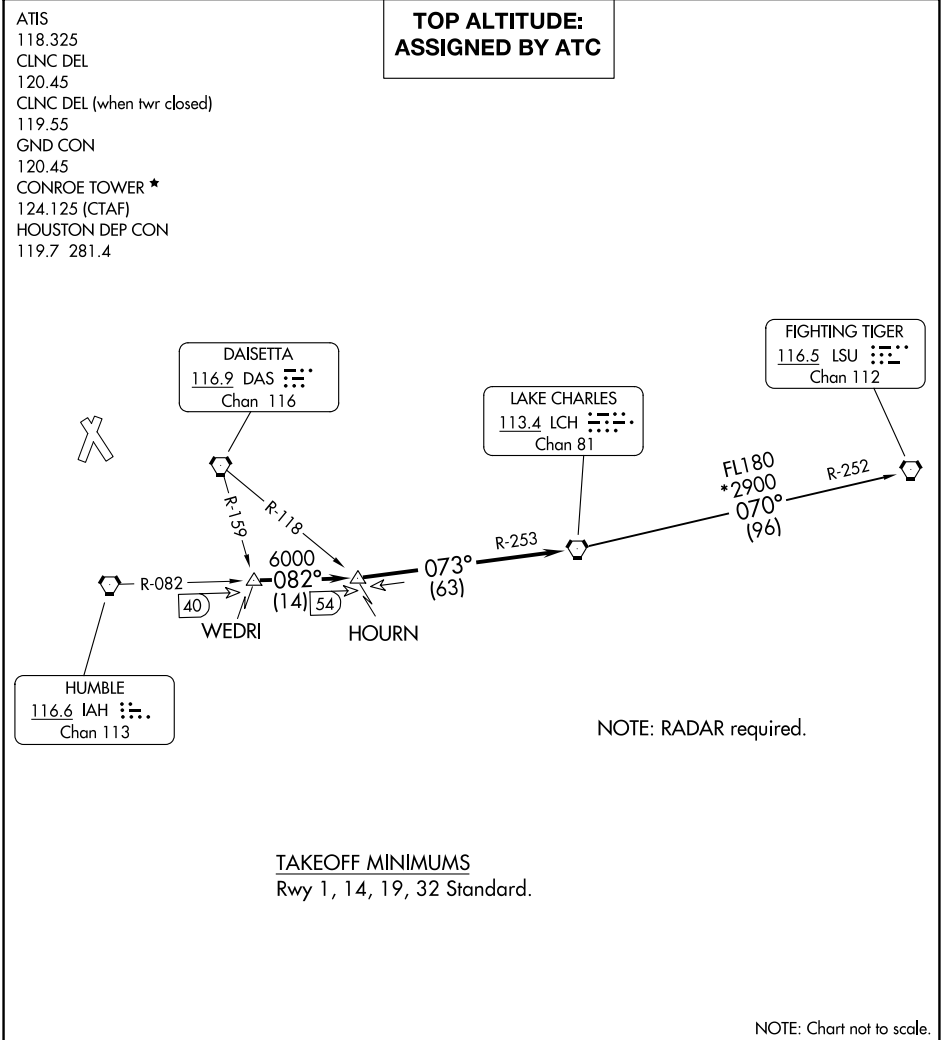 ATIS
118.325
CLNC DEL
120.45
CLNC DEL (when twr closed)
119.55
GND CON
120.45
CONROE TOWER ★
124.125 (CTAF)
HOUSTON DEP CON
119.7 281.4
TOP ALTITUDE:
ASSIGNED BY ATC
DAISETTA
116.9 DAS
Chan 116
FIGHTING TIGER
116.5 LSU
Chan 112
LAKE CHARLES
113.4 LCH
Chan 81
R-159
R-118
R-082
40
WEDRI
6000
082°
(14)
54
HOURN
073°
(63)
R-253
FL180
*2900
070°
(96)
R-252
HUMBLE
116.6 IAH
Chan 113
NOTE: RADAR required.
TAKEOFF MINIMUMS
Rwy 1, 14, 19, 32 Standard.
NOTE: Chart not to scale.